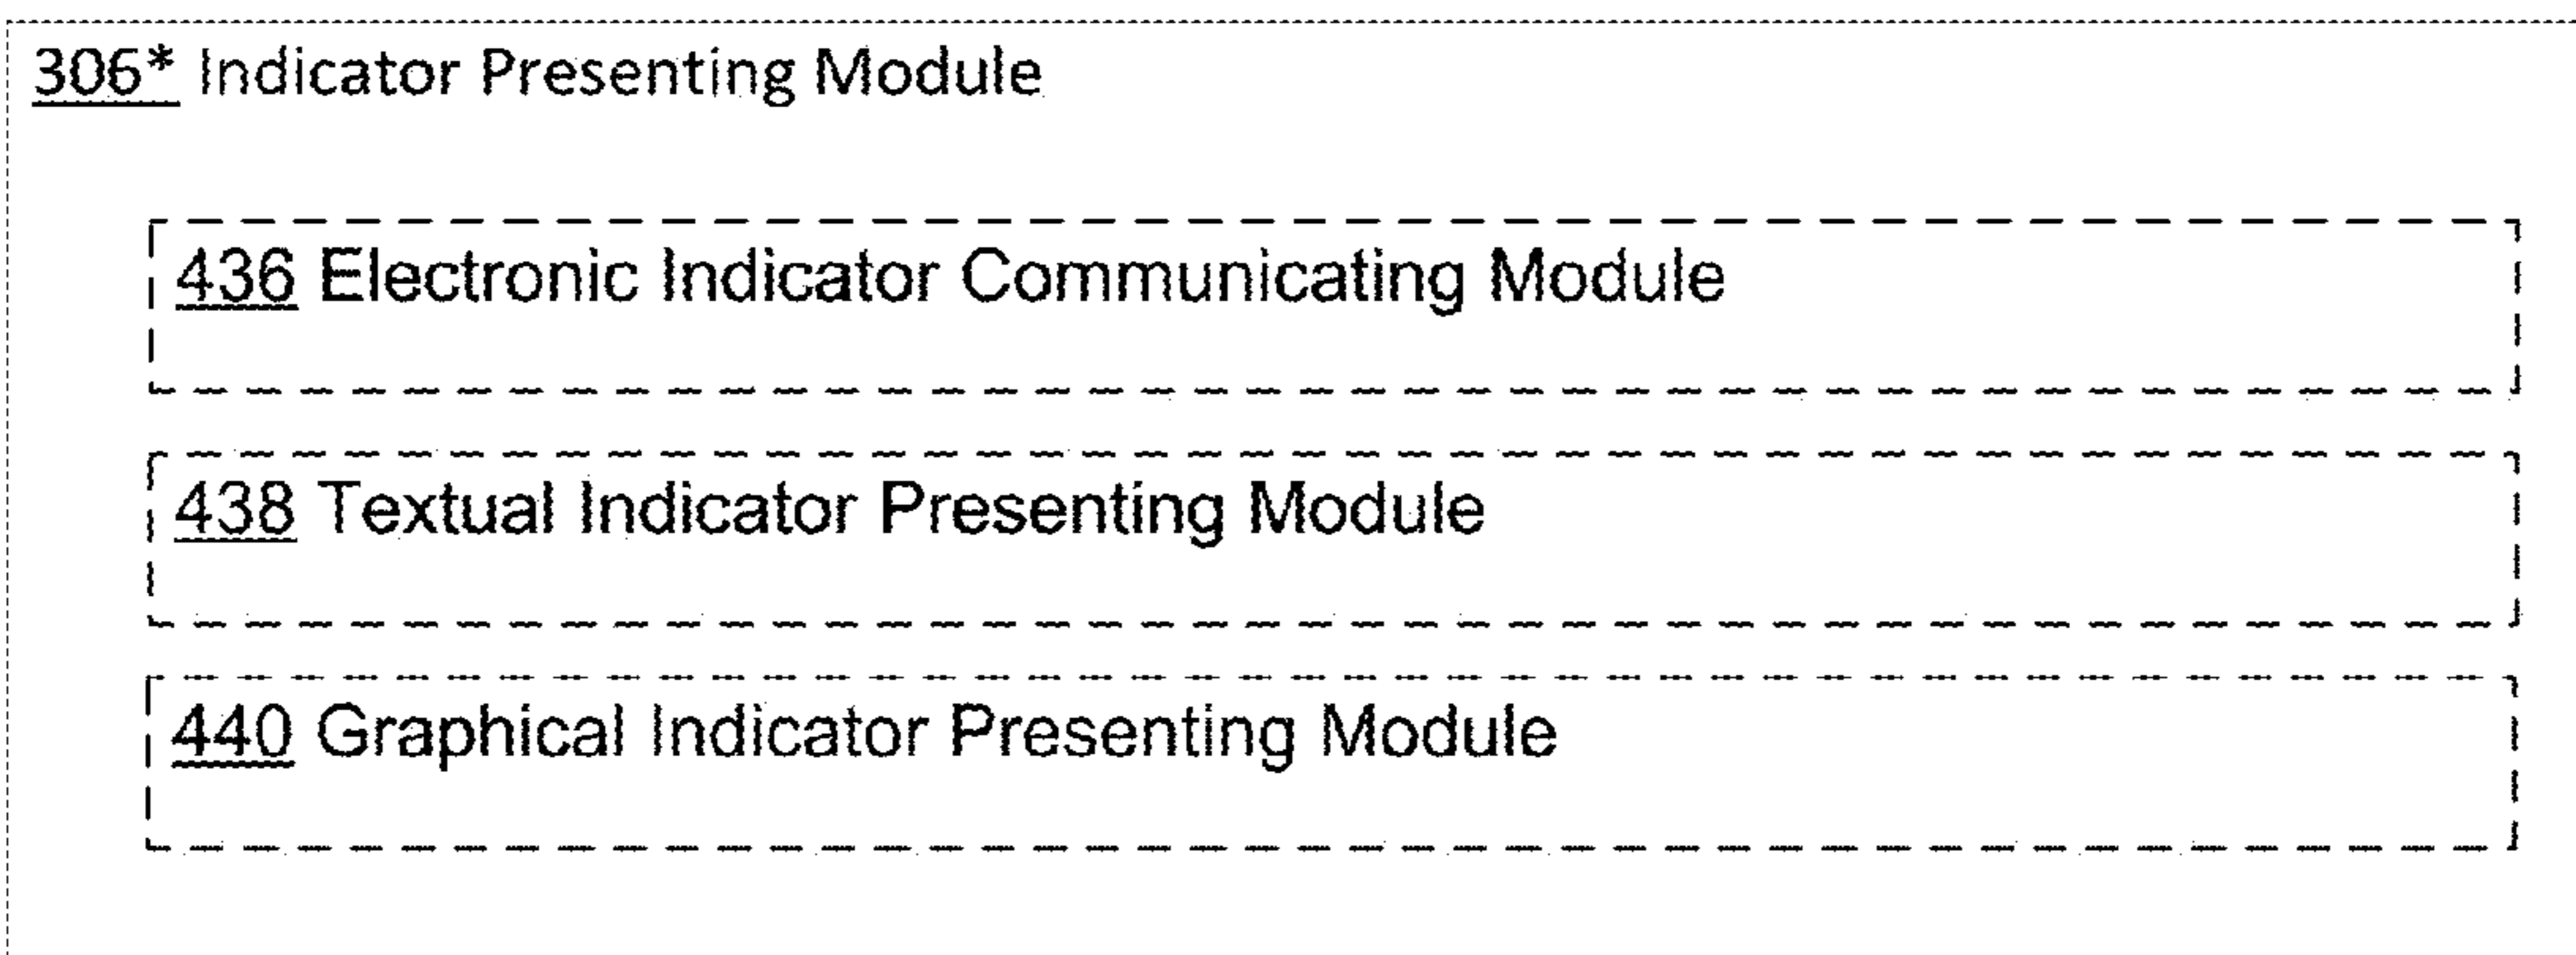 306* Indicator Presenting Module
436 Electronic Indicator Communicating Module
438 Textual Indicator Presenting Module
440 Graphical Indicator Presenting Module